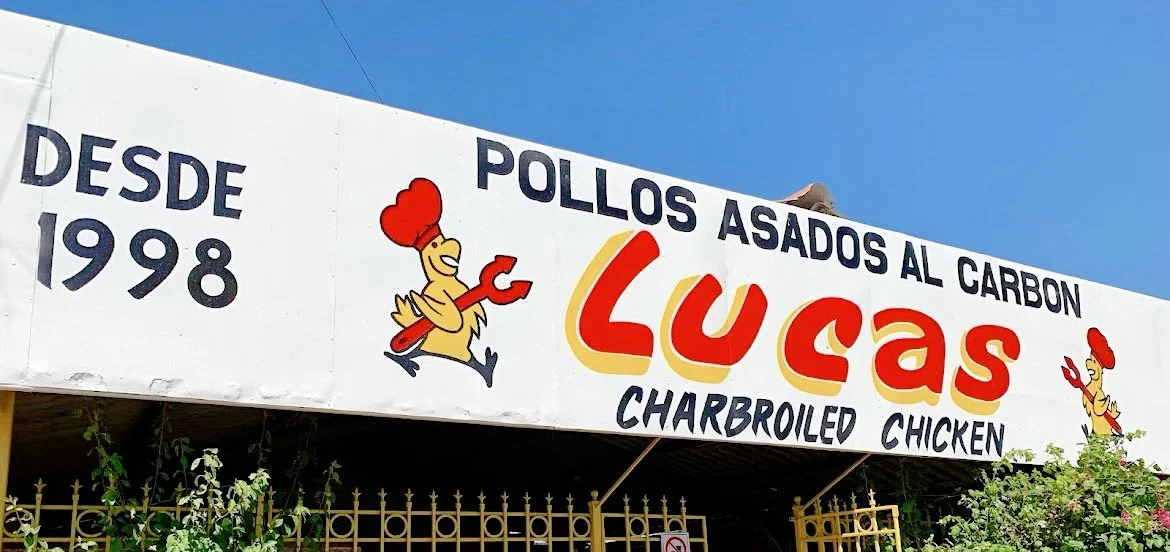 DESDE
1998
POLLOS ASADOS AL CARBON
Lucas
CHARBROILED CHICKEN